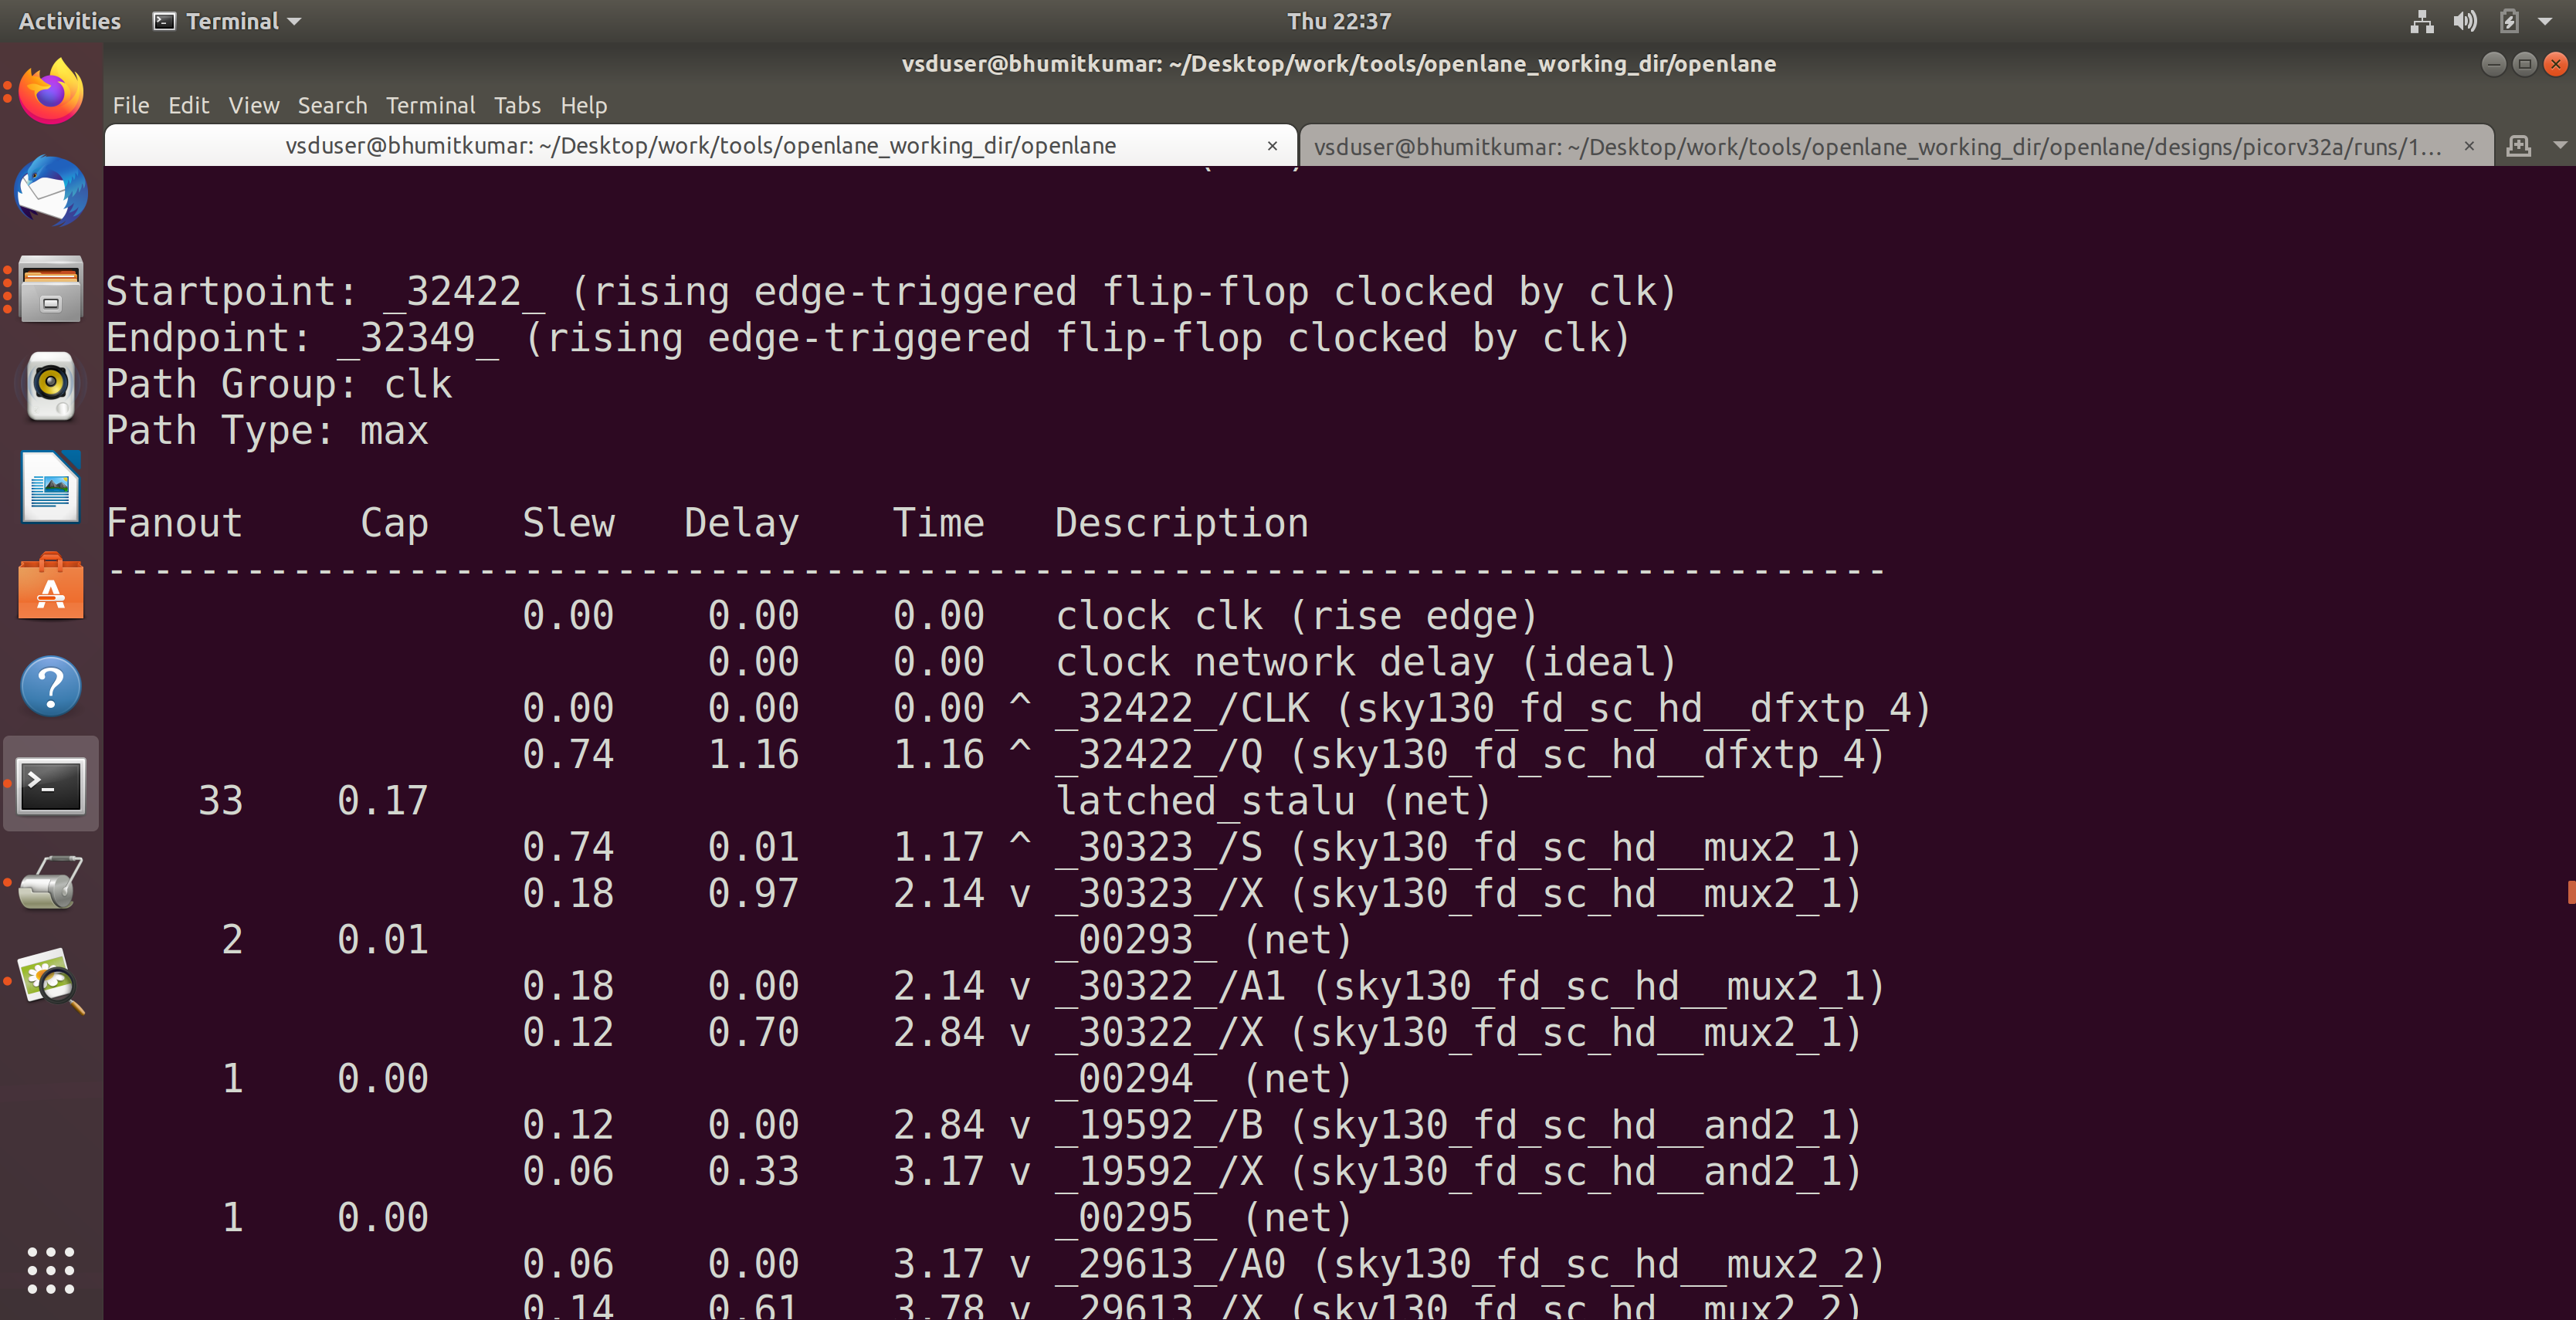 Activities Terminal Thu 22:37
vsduser@bhumitkumar: ~/Desktop/work/tools/openlane_working_dir/openlane
File Edit View Search Terminal Tabs Help
vsduser@bhumitkumar: ~/Desktop/work/tools/openlane_working_dir/openlane × vsduser@bhumitkumar: ~/Desktop/work/tools/openlane_working_dir/openlane/designs/picorv32a/runs/1... ×
Startpoint: _32422_ (rising edge-triggered flip-flop clocked by clk)
Endpoint: _32349_ (rising edge-triggered flip-flop clocked by clk)
Path Group: clk
Path Type: max
Fanout Cap Slew Delay Time Description
-----------------------------------------------------------------------------
0.00 0.00 0.00 clock clk (rise edge)
0.00 0.00 clock network delay (ideal)
0.00 0.00 0.00 ^ _32422_/CLK (sky130_fd_sc_hd__dfxtp_4)
0.74 1.16 1.16 ^ _32422_/Q (sky130_fd_sc_hd__dfxtp_4)
33 0.17 latched_stalu (net)
0.74 0.01 1.17 ^ _30323_/S (sky130_fd_sc_hd__mux2_1)
0.18 0.97 2.14 v _30323_/X (sky130_fd_sc_hd__mux2_1)
2 0.01 _00293_ (net)
0.18 0.00 2.14 v _30322_/A1 (sky130_fd_sc_hd__mux2_1)
0.12 0.70 2.84 v _30322_/X (sky130_fd_sc_hd__mux2_1)
1 0.00 _00294_ (net)
0.12 0.00 2.84 v _19592_/B (sky130_fd_sc_hd__and2_1)
0.06 0.33 3.17 v _19592_/X (sky130_fd_sc_hd__and2_1)
1 0.00 _00295_ (net)
0.06 0.00 3.17 v _29613_/A0 (sky130_fd_sc_hd__mux2_2)
0.14 0.61 3.78 v _29613_/X (sky130_fd_sc_hd__mux2_2)